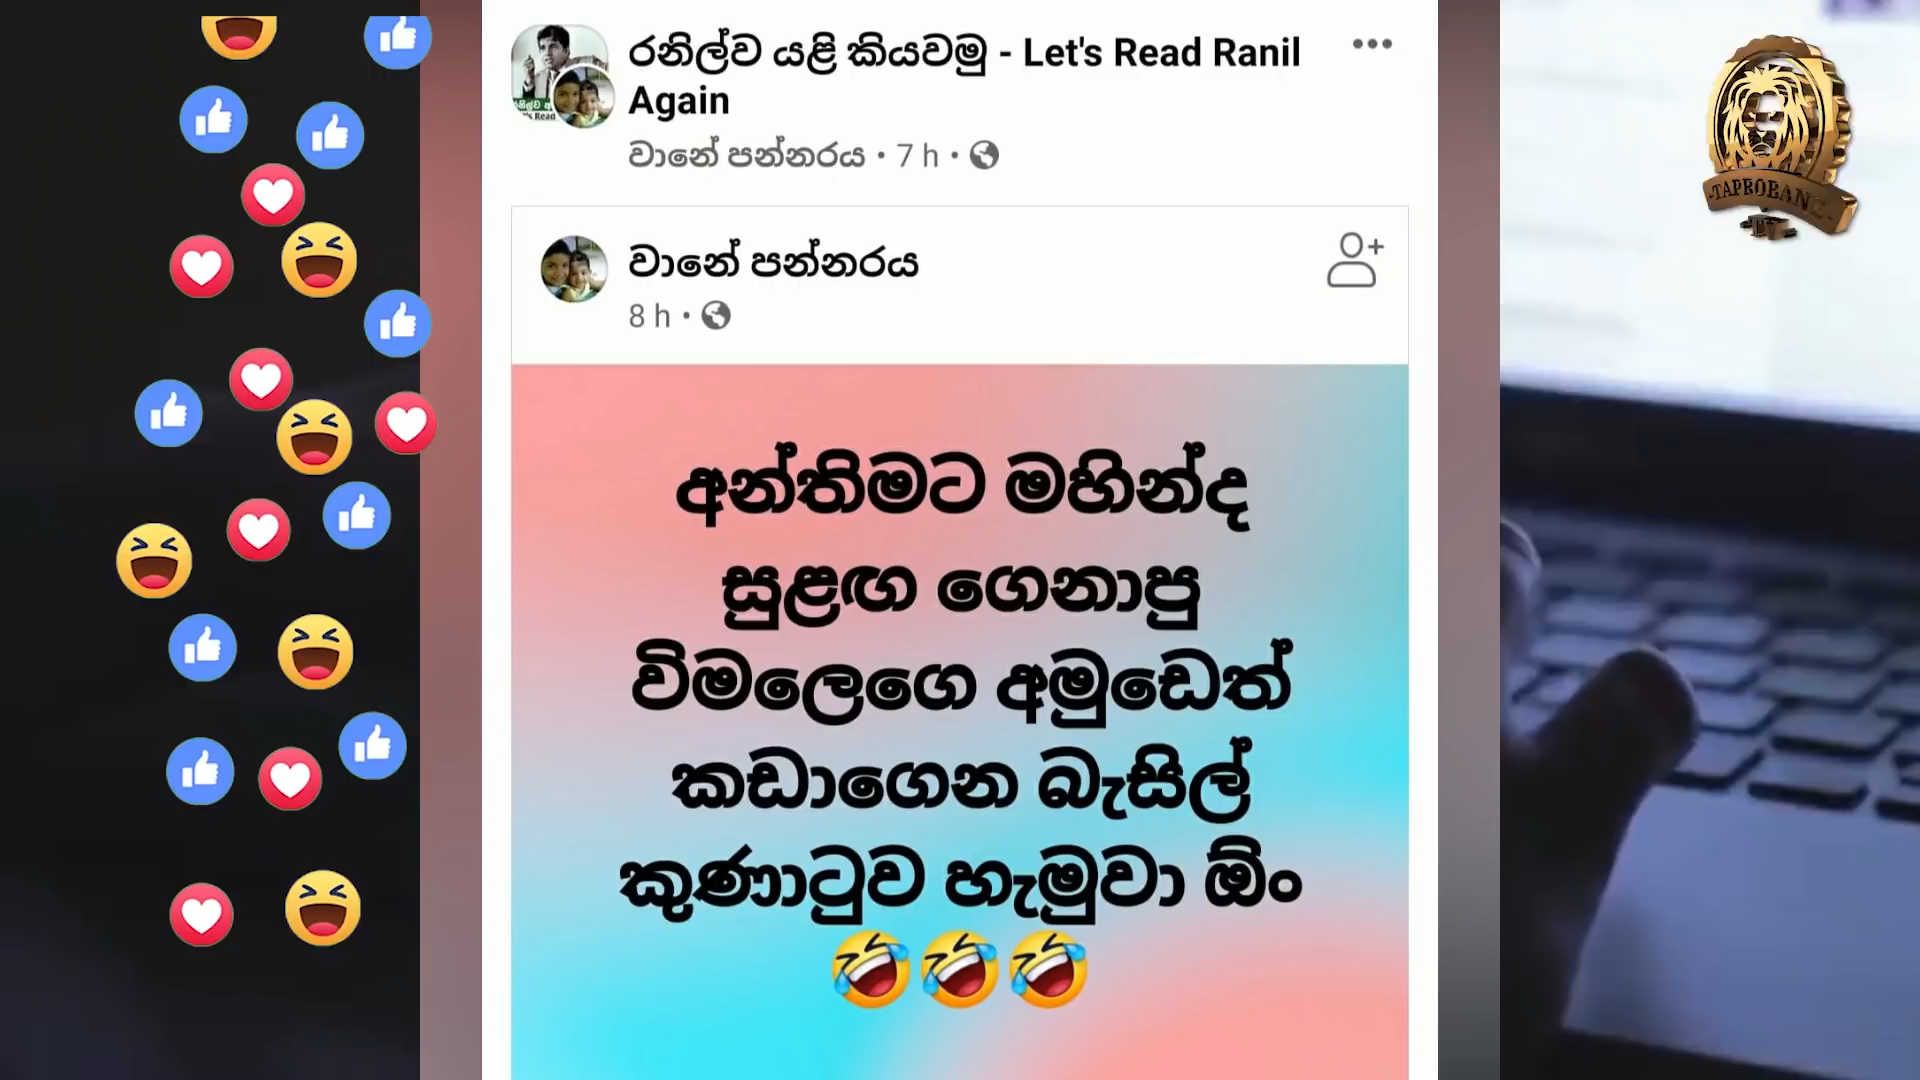 රනිල්ව යළි කියවමු - Let's Read Ranil
Again
වානේ පන්නරය • 7 h •
වානේ පන්නරය
8 h •
අන්තිමට මහින්ද
සුළඟ ගෙනාපු
විමලෙගෙ අමුඩෙත්
කඩාගෙන බැසිල්
කුණාටුව හැමුවා ඕං
🤣🤣🤣
TAPROBANE
TV